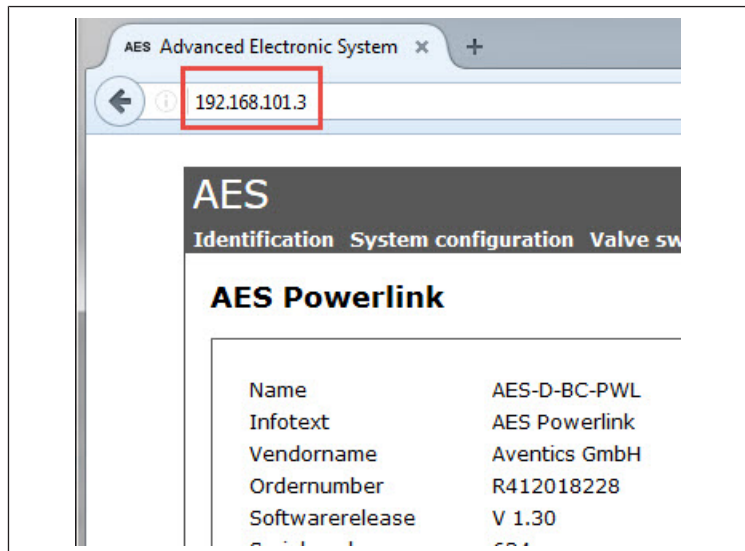 AES Advanced Electronic System × +
192.168.101.3
AES
Identification System configuration Valve sw
AES Powerlink
Name AES-D-BC-PWL
Infotext AES Powerlink
Vendorname Aventics GmbH
Ordernumber R412018228
Softwarerelease V 1.30